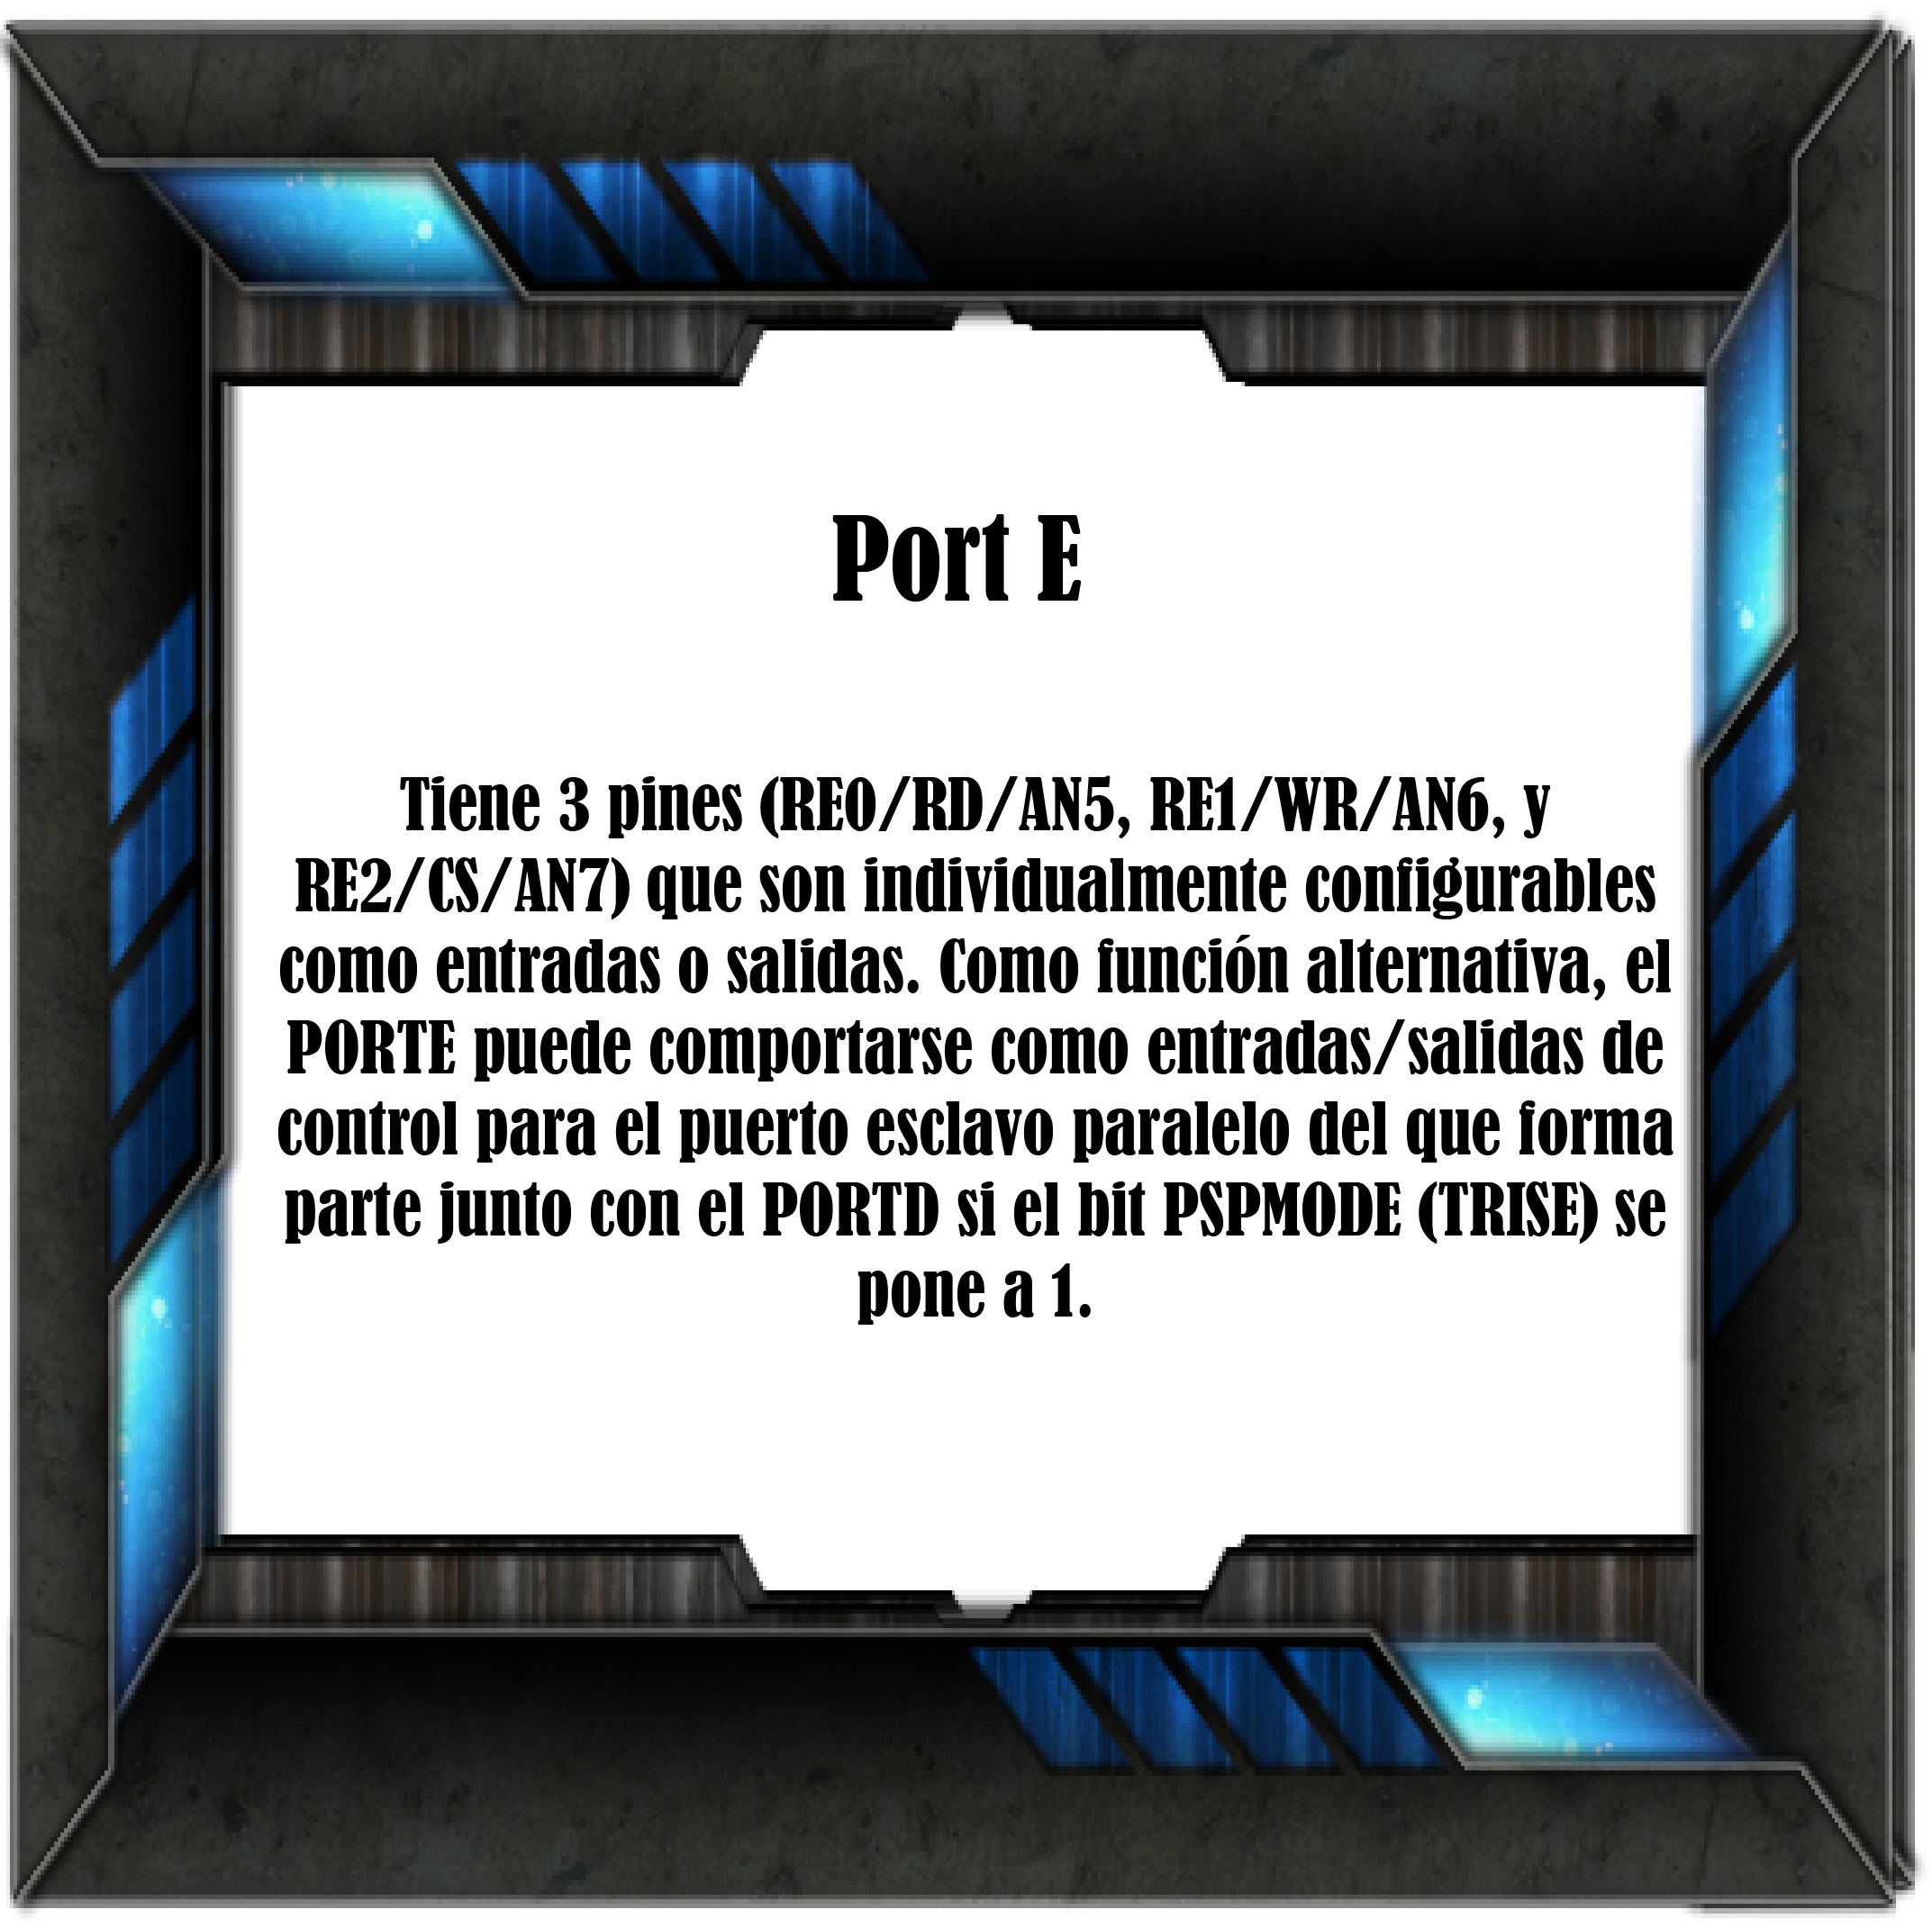 Port E
Tiene 3 pines (RE0/RD/AN5, RE1/WR/AN6, y
RE2/CS/AN7) que son individualmente configurables
como entradas o salidas. Como función alternativa, el
PORTE puede comportarse como entradas/salidas de
control para el puerto esclavo paralelo del que forma
parte junto con el PORTD si el bit PSPMODE (TRISE) se
pone a 1.